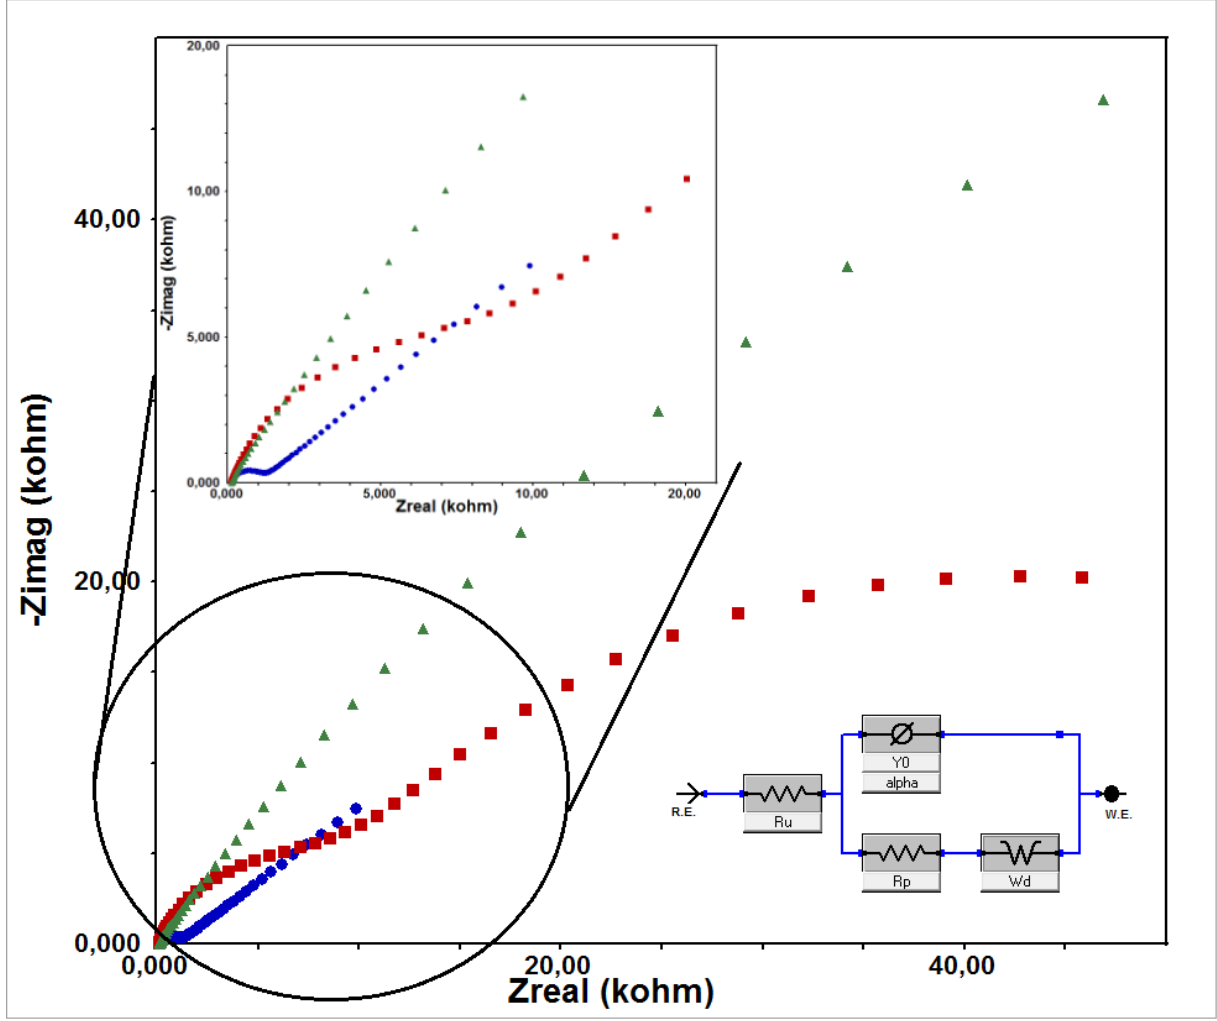 20,00
10,00
5,000
0,000
-Zimag (kohm)
0,000
5,000
10,00
20,00
Zreal (kohm)
40,00
20,00
0,000
-Zimag (kohm)
0,000
20,00
40,00
Zreal (kohm)
R.E.
Ru
Y0
alpha
Rp
Wd
W.E.